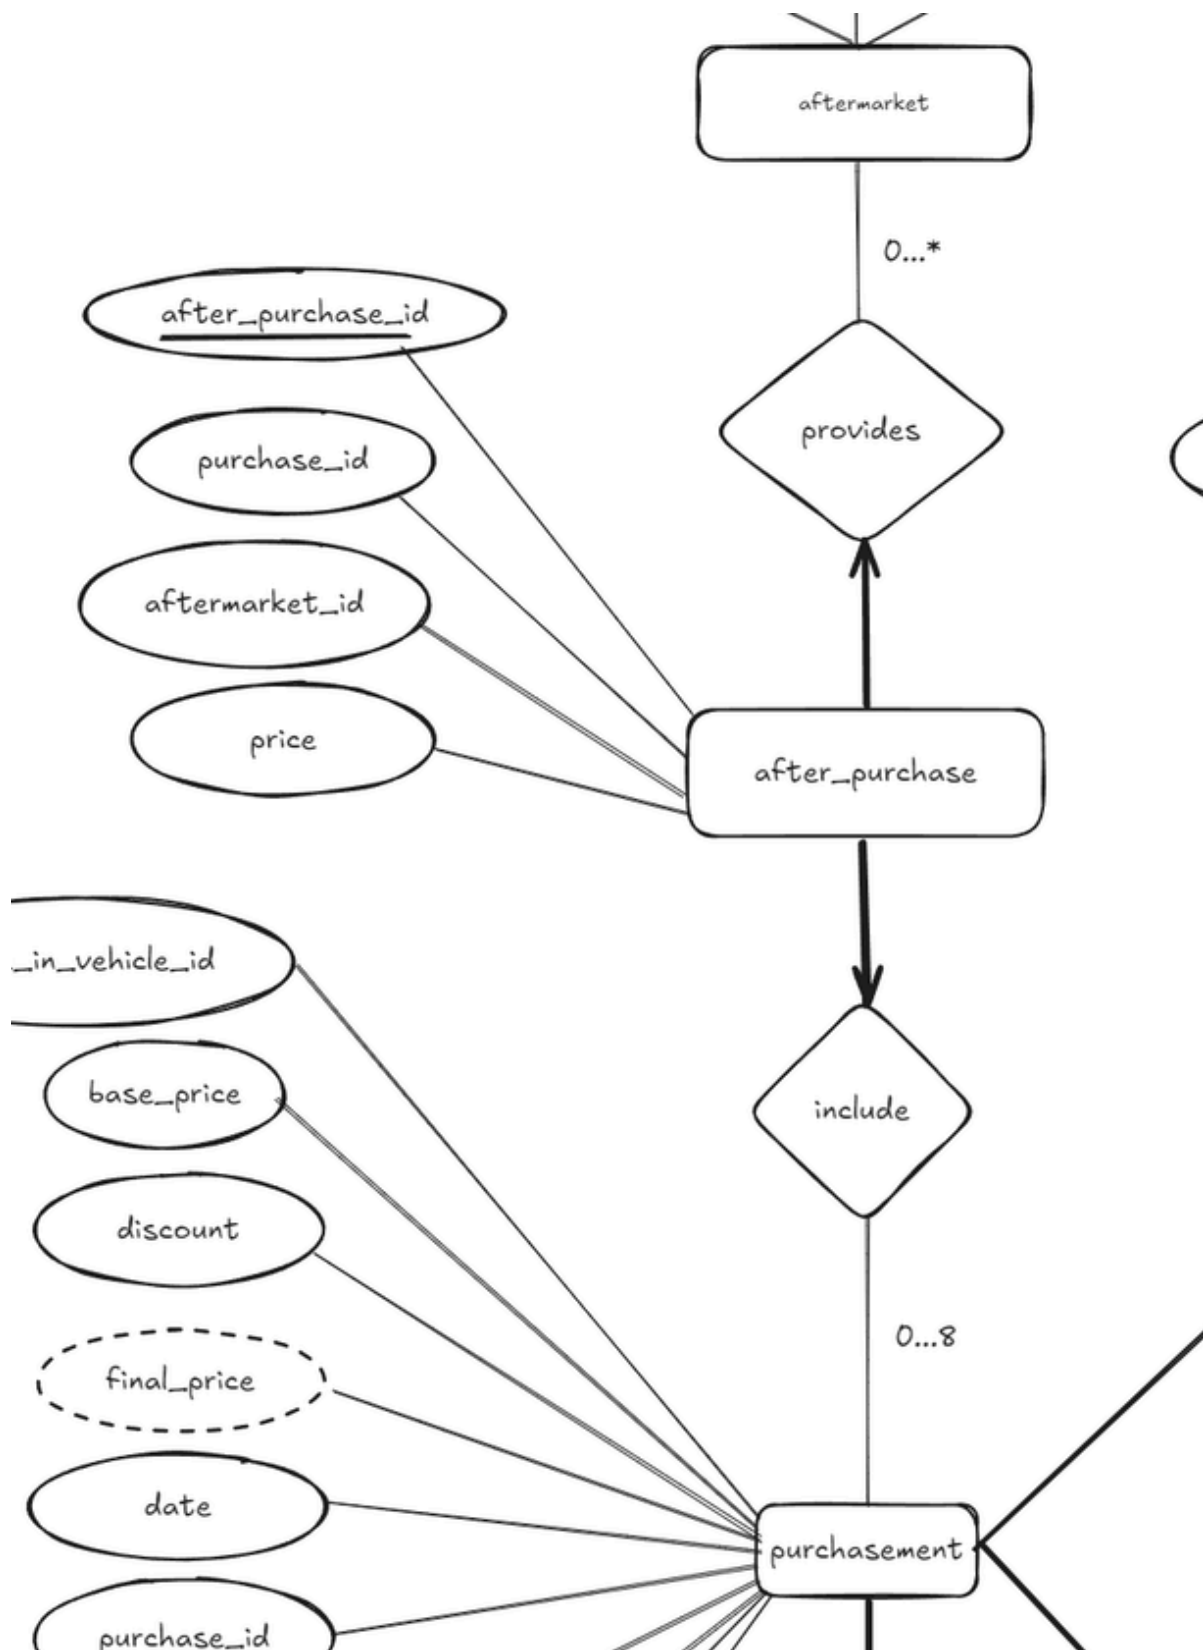 aftermarket
0...*
after_purchase_id
provides
purchase_id
aftermarket_id
price
after_purchase
_in_vehicle_id
base_price
include
discount
0...8
final_price
date
purchasement
purchase_id